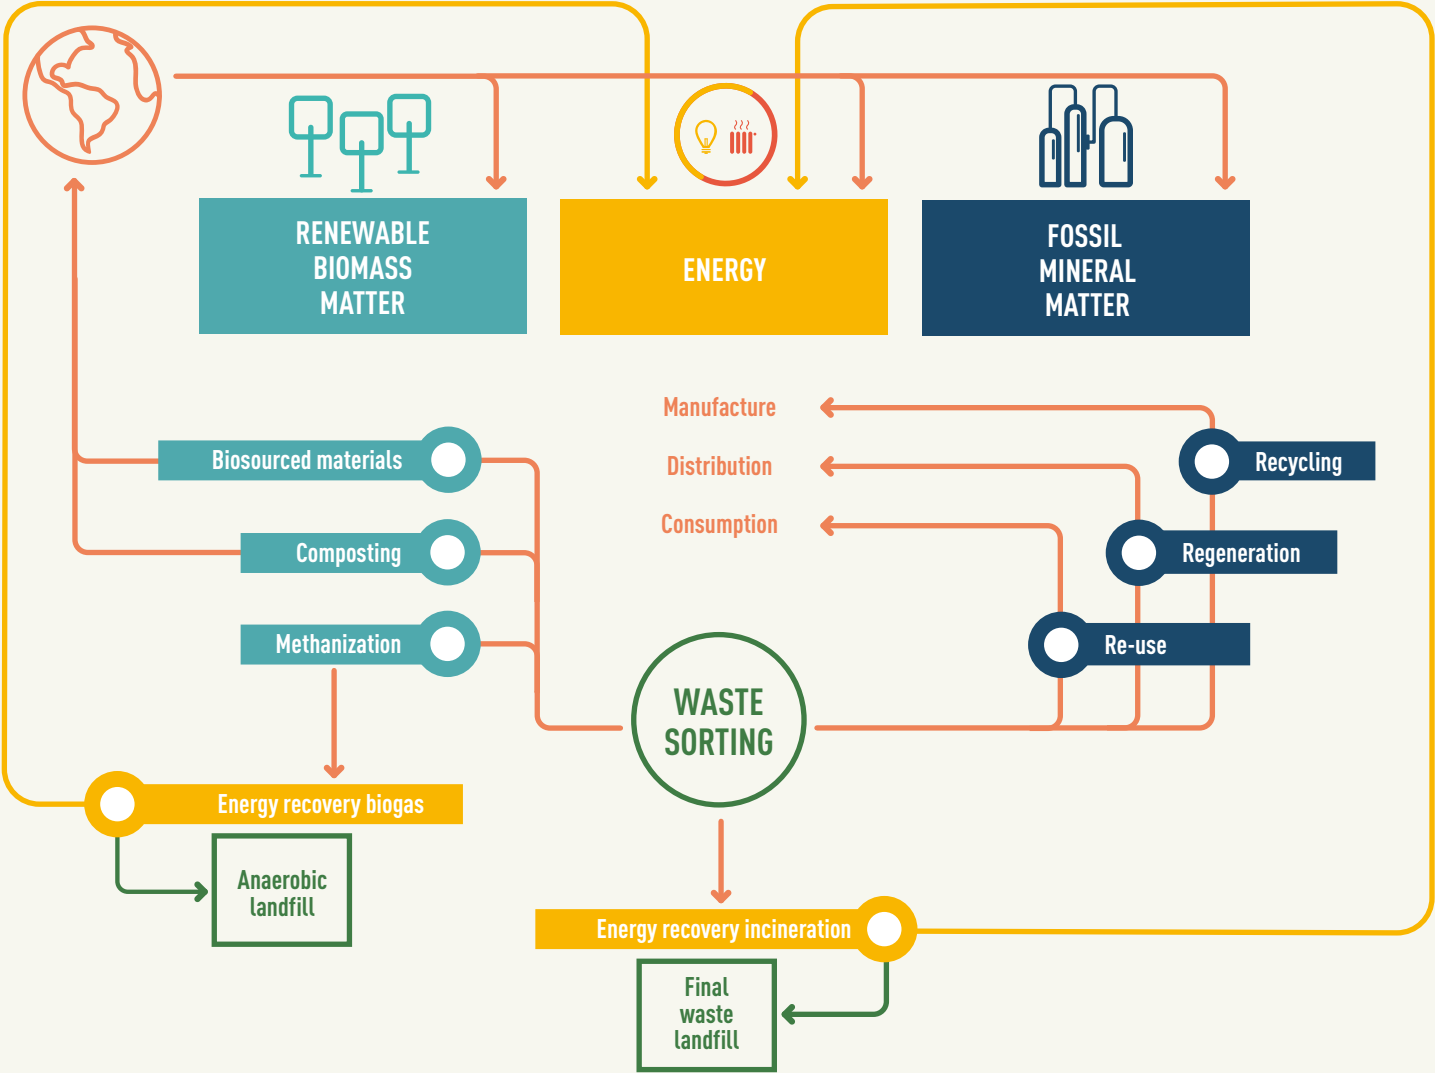 RENEWABLE
BIOMASS
MATTER
ENERGY
FOSSIL
MINERAL
MATTER
Manufacture
Distribution
Consumption
Biosourced materials
Composting
Methanization
Recycling
Regeneration
Re-use
WASTE
SORTING
Energy recovery biogas
Anaerobic
landfill
Energy recovery incineration
Final
waste
landfill